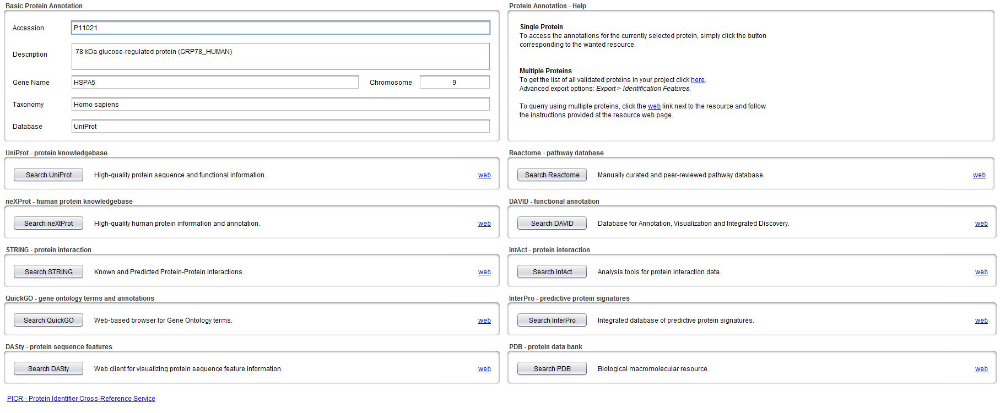 Basic Protein Annotation
Accession P11021
Description 78 kDa glucose-regulated protein (GRP78_HUMAN)
Gene Name HSPA5 Chromosome 9
Taxonomy Homo sapiens
Database UniProt
Protein Annotation - Help
Single Protein
To access the annotations for the currently selected protein, simply click the button
corresponding to the wanted resource.
Multiple Proteins
To get the list of all validated proteins in your project click here.
Advanced export options: Export > Identification Features.
To querry using multiple proteins, click the web link next to the resource and follow
the instructions provided at the resource web page.
UniProt - protein knowledgebase
Search UniProt High-quality protein sequence and functional information. web
Reactome - pathway database
Search Reactome Manually curated and peer-reviewed pathway database. web
neXProt - human protein knowledgebase
Search neXtProt High-quality human protein information and annotation. web
DAVID - functional annotation
Search DAVID Database for Annotation, Visualization and Integrated Discovery. web
STRING - protein interaction
Search STRING Known and Predicted Protein-Protein Interactions. web
IntAct - protein interaction
Search IntAct Analysis tools for protein interaction data. web
QuickGO - gene ontology terms and annotations
Search QuickGO Web-based browser for Gene Ontology terms. web
InterPro - predictive protein signatures
Search InterPro Integrated database of predictive protein signatures. web
DASty - protein sequence features
Search DASty Web client for visualizing protein sequence feature information. web
PDB - protein data bank
Search PDB Biological macromolecular resource. web
PICR - Protein Identifier Cross-Reference Service